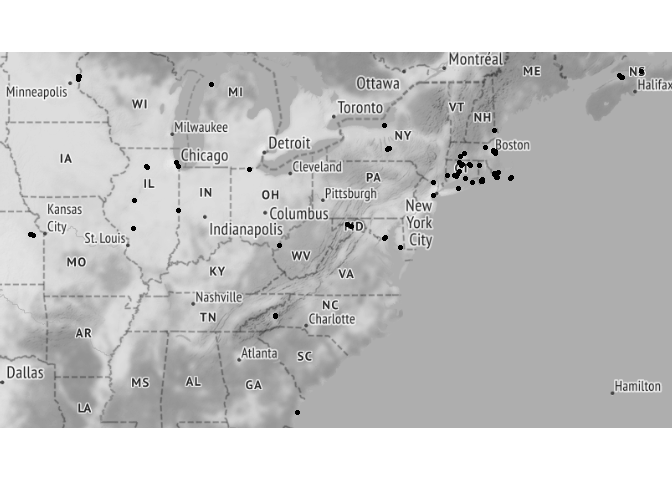 Montréal
Ottawa
ME
NS
Halifax
Minneapolis
WI
MI
VT
NH
Toronto
Milwaukee
NY
Boston
Detroit
Chicago
IA
Cleveland
PA
IL
IN
OH
Pittsburgh
New
York
City
Kansas
City
Columbus
Indianapolis
MD
St. Louis
WV
MO
KY
VA
Nashville
NC
TN
Charlotte
AR
Atlanta
SC
Dallas
MS
AL
GA
Hamilton
LA